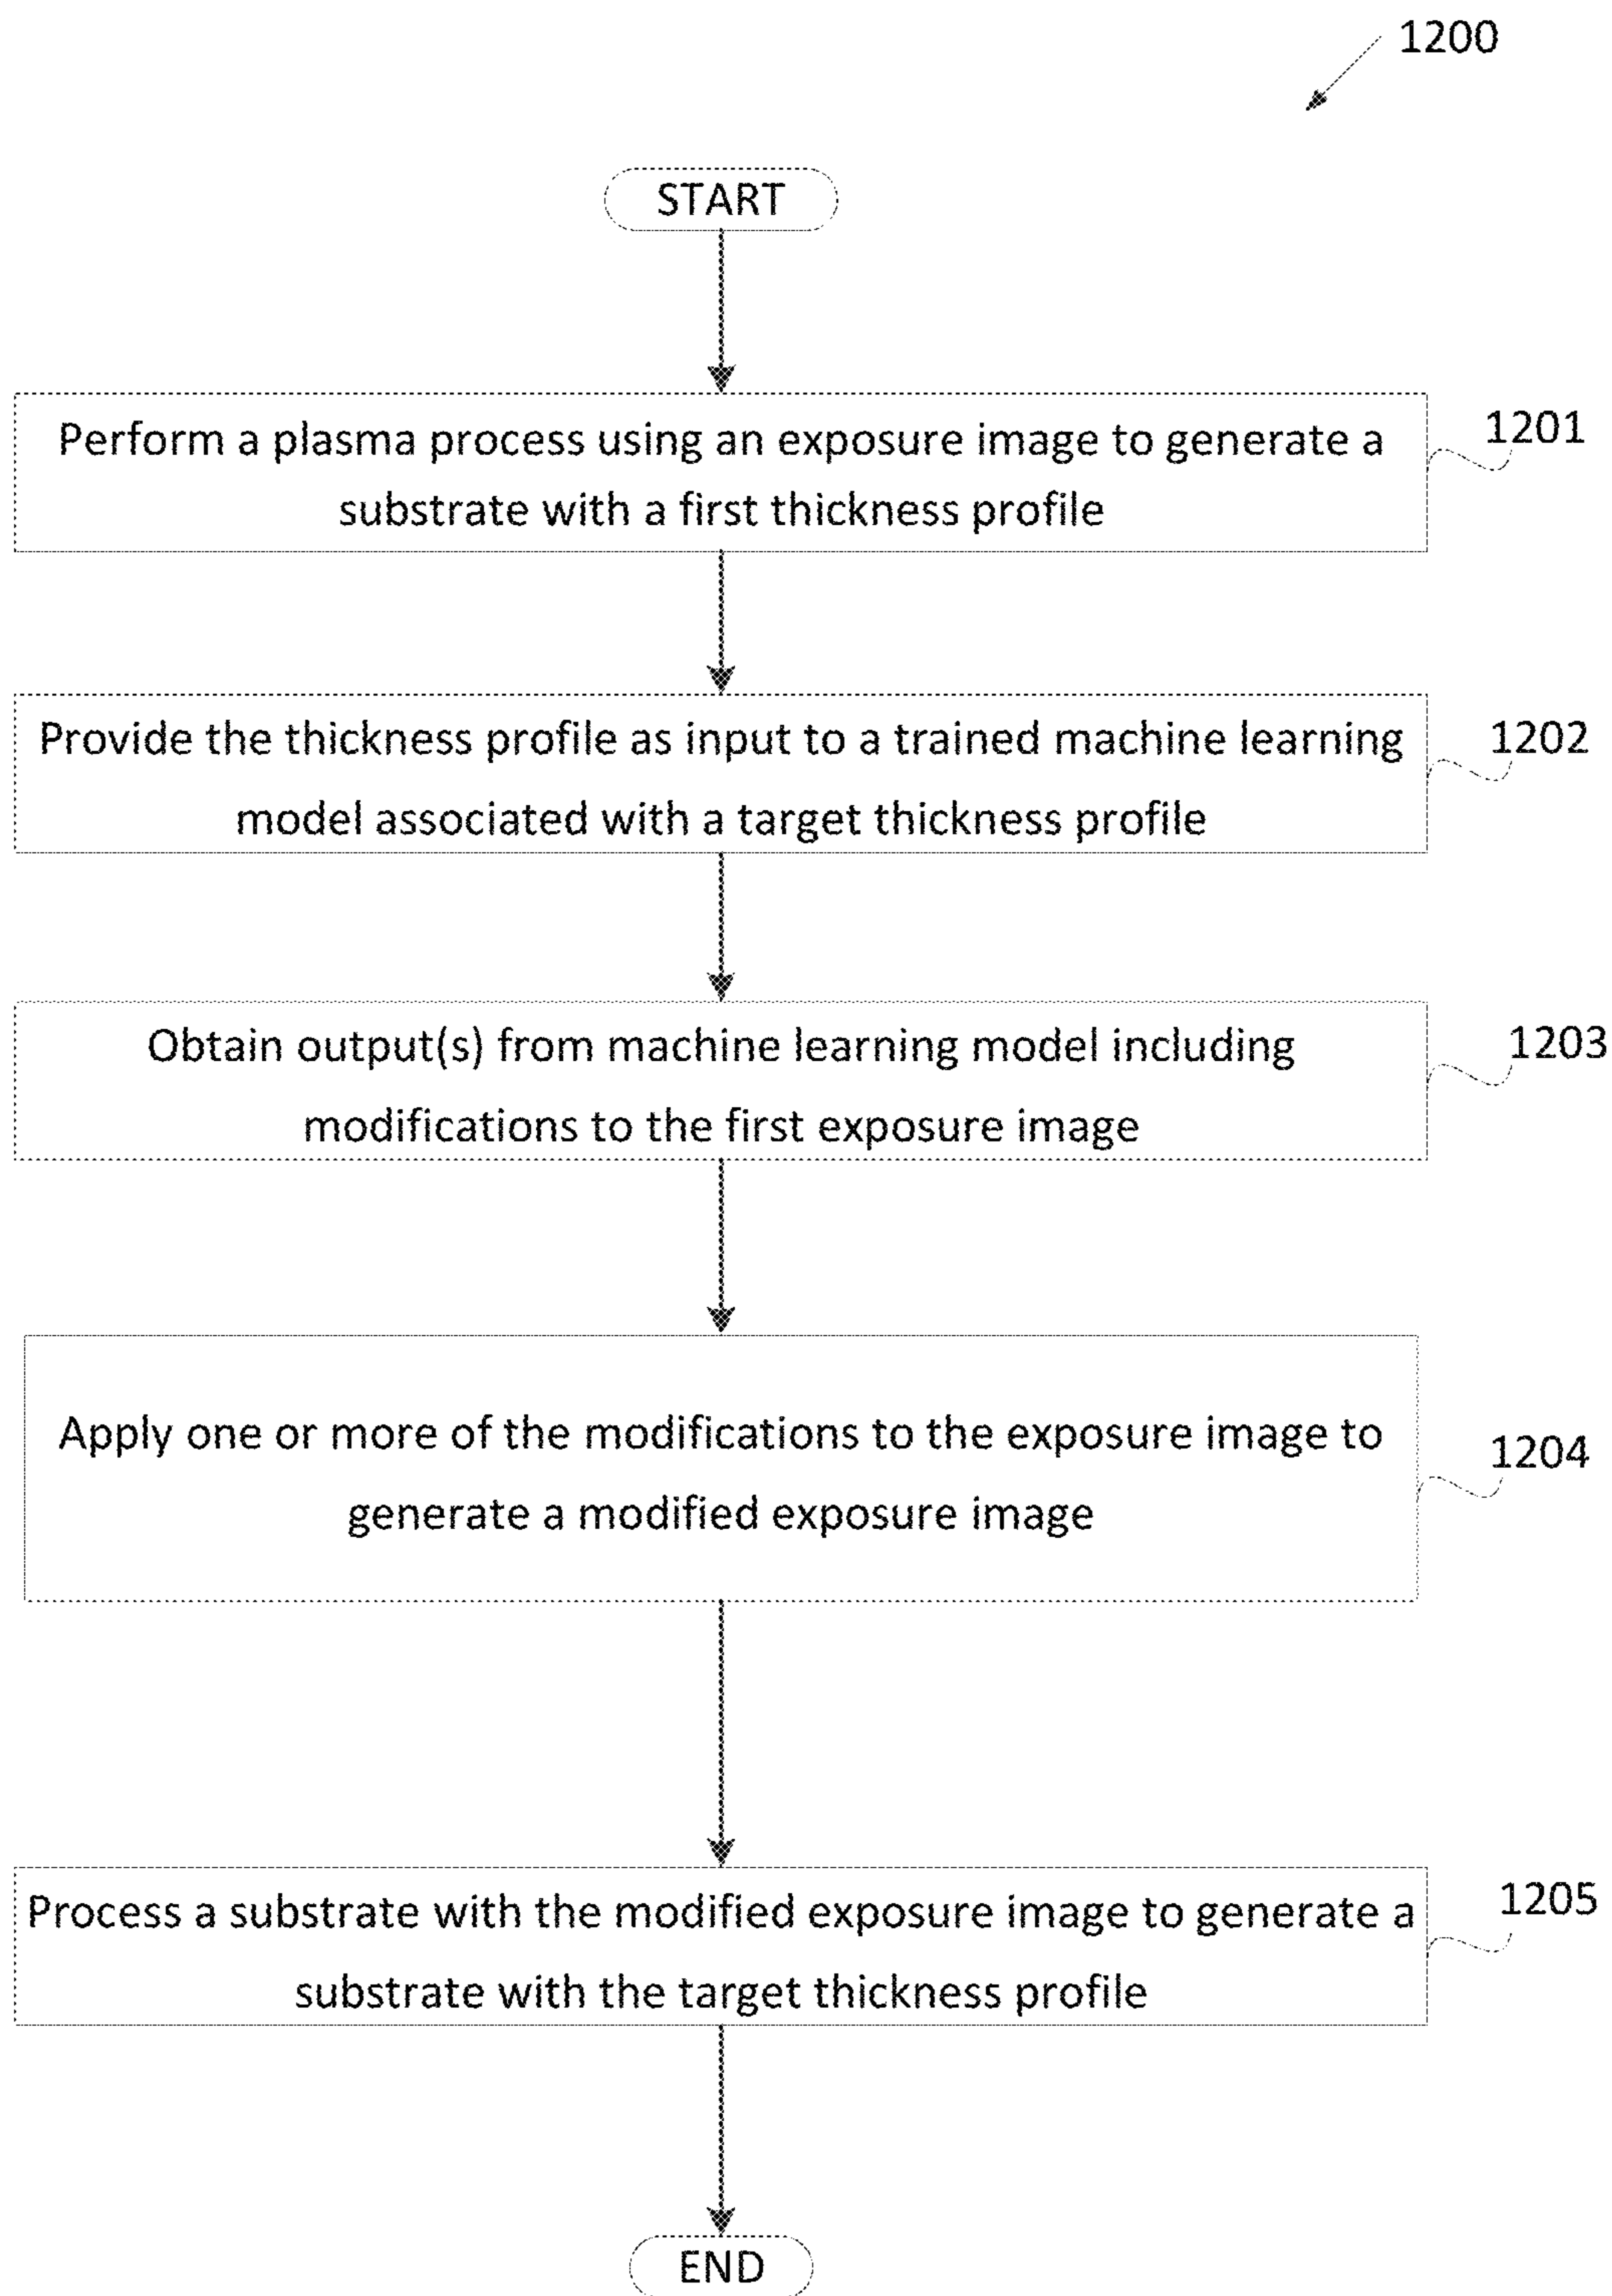 1200
START
Perform a plasma process using an exposure image to generate a
substrate with a first thickness profile
1201
Provide the thickness profile as input to a trained machine learning
model associated with a target thickness profile
1202
Obtain output(s) from machine learning model including
modifications to the first exposure image
1203
Apply one or more of the modifications to the exposure image to
generate a modified exposure image
1204
Process a substrate with the modified exposure image to generate a
substrate with the target thickness profile
1205
END